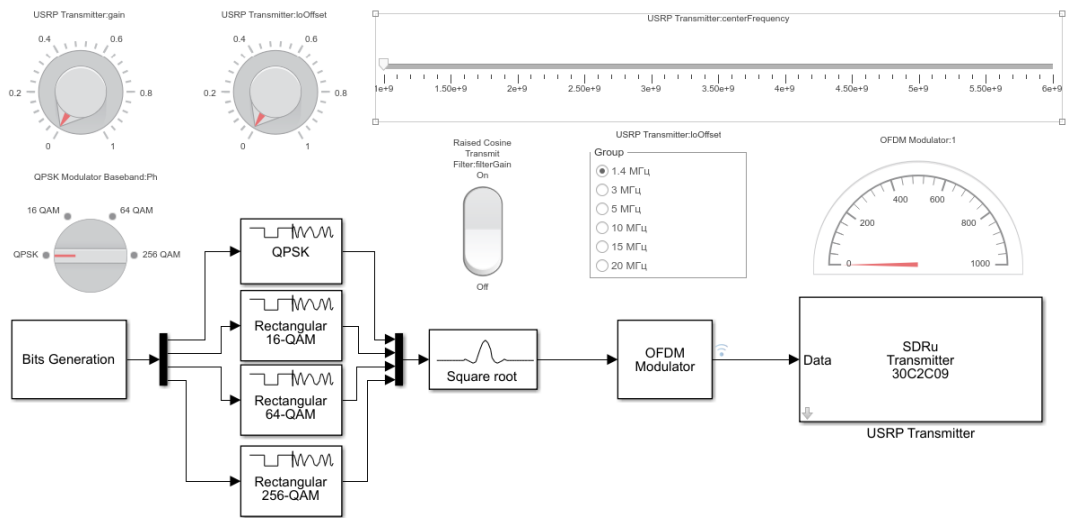 USRP Transmitter:gain
0.4
0.6
0.2
0.8
0
1
USRP Transmitter:loOffset
0.4
0.6
0.2
0.8
0
1
USRP Transmitter:centerFrequency
1e+9
1.50e+9
2e+9
2.50e+9
3e+9
3.50e+9
4e+9
4.50e+9
5e+9
5.50e+9
6e+9
QPSK Modulator Baseband:Ph
16 QAM
64 QAM
QPSK
256 QAM
Raised Cosine
Transmit
Filter:filterGain
On
Off
USRP Transmitter:loOffset
Group
1.4 МГц
3 МГц
5 МГц
10 МГц
15 МГц
20 МГц
OFDM Modulator:1
400
600
200
800
0
1000
Bits Generation
QPSK
Rectangular
16-QAM
Rectangular
64-QAM
Rectangular
256-QAM
Square root
OFDM
Modulator
Data
SDRu
Transmitter
30C2C09
USRP Transmitter